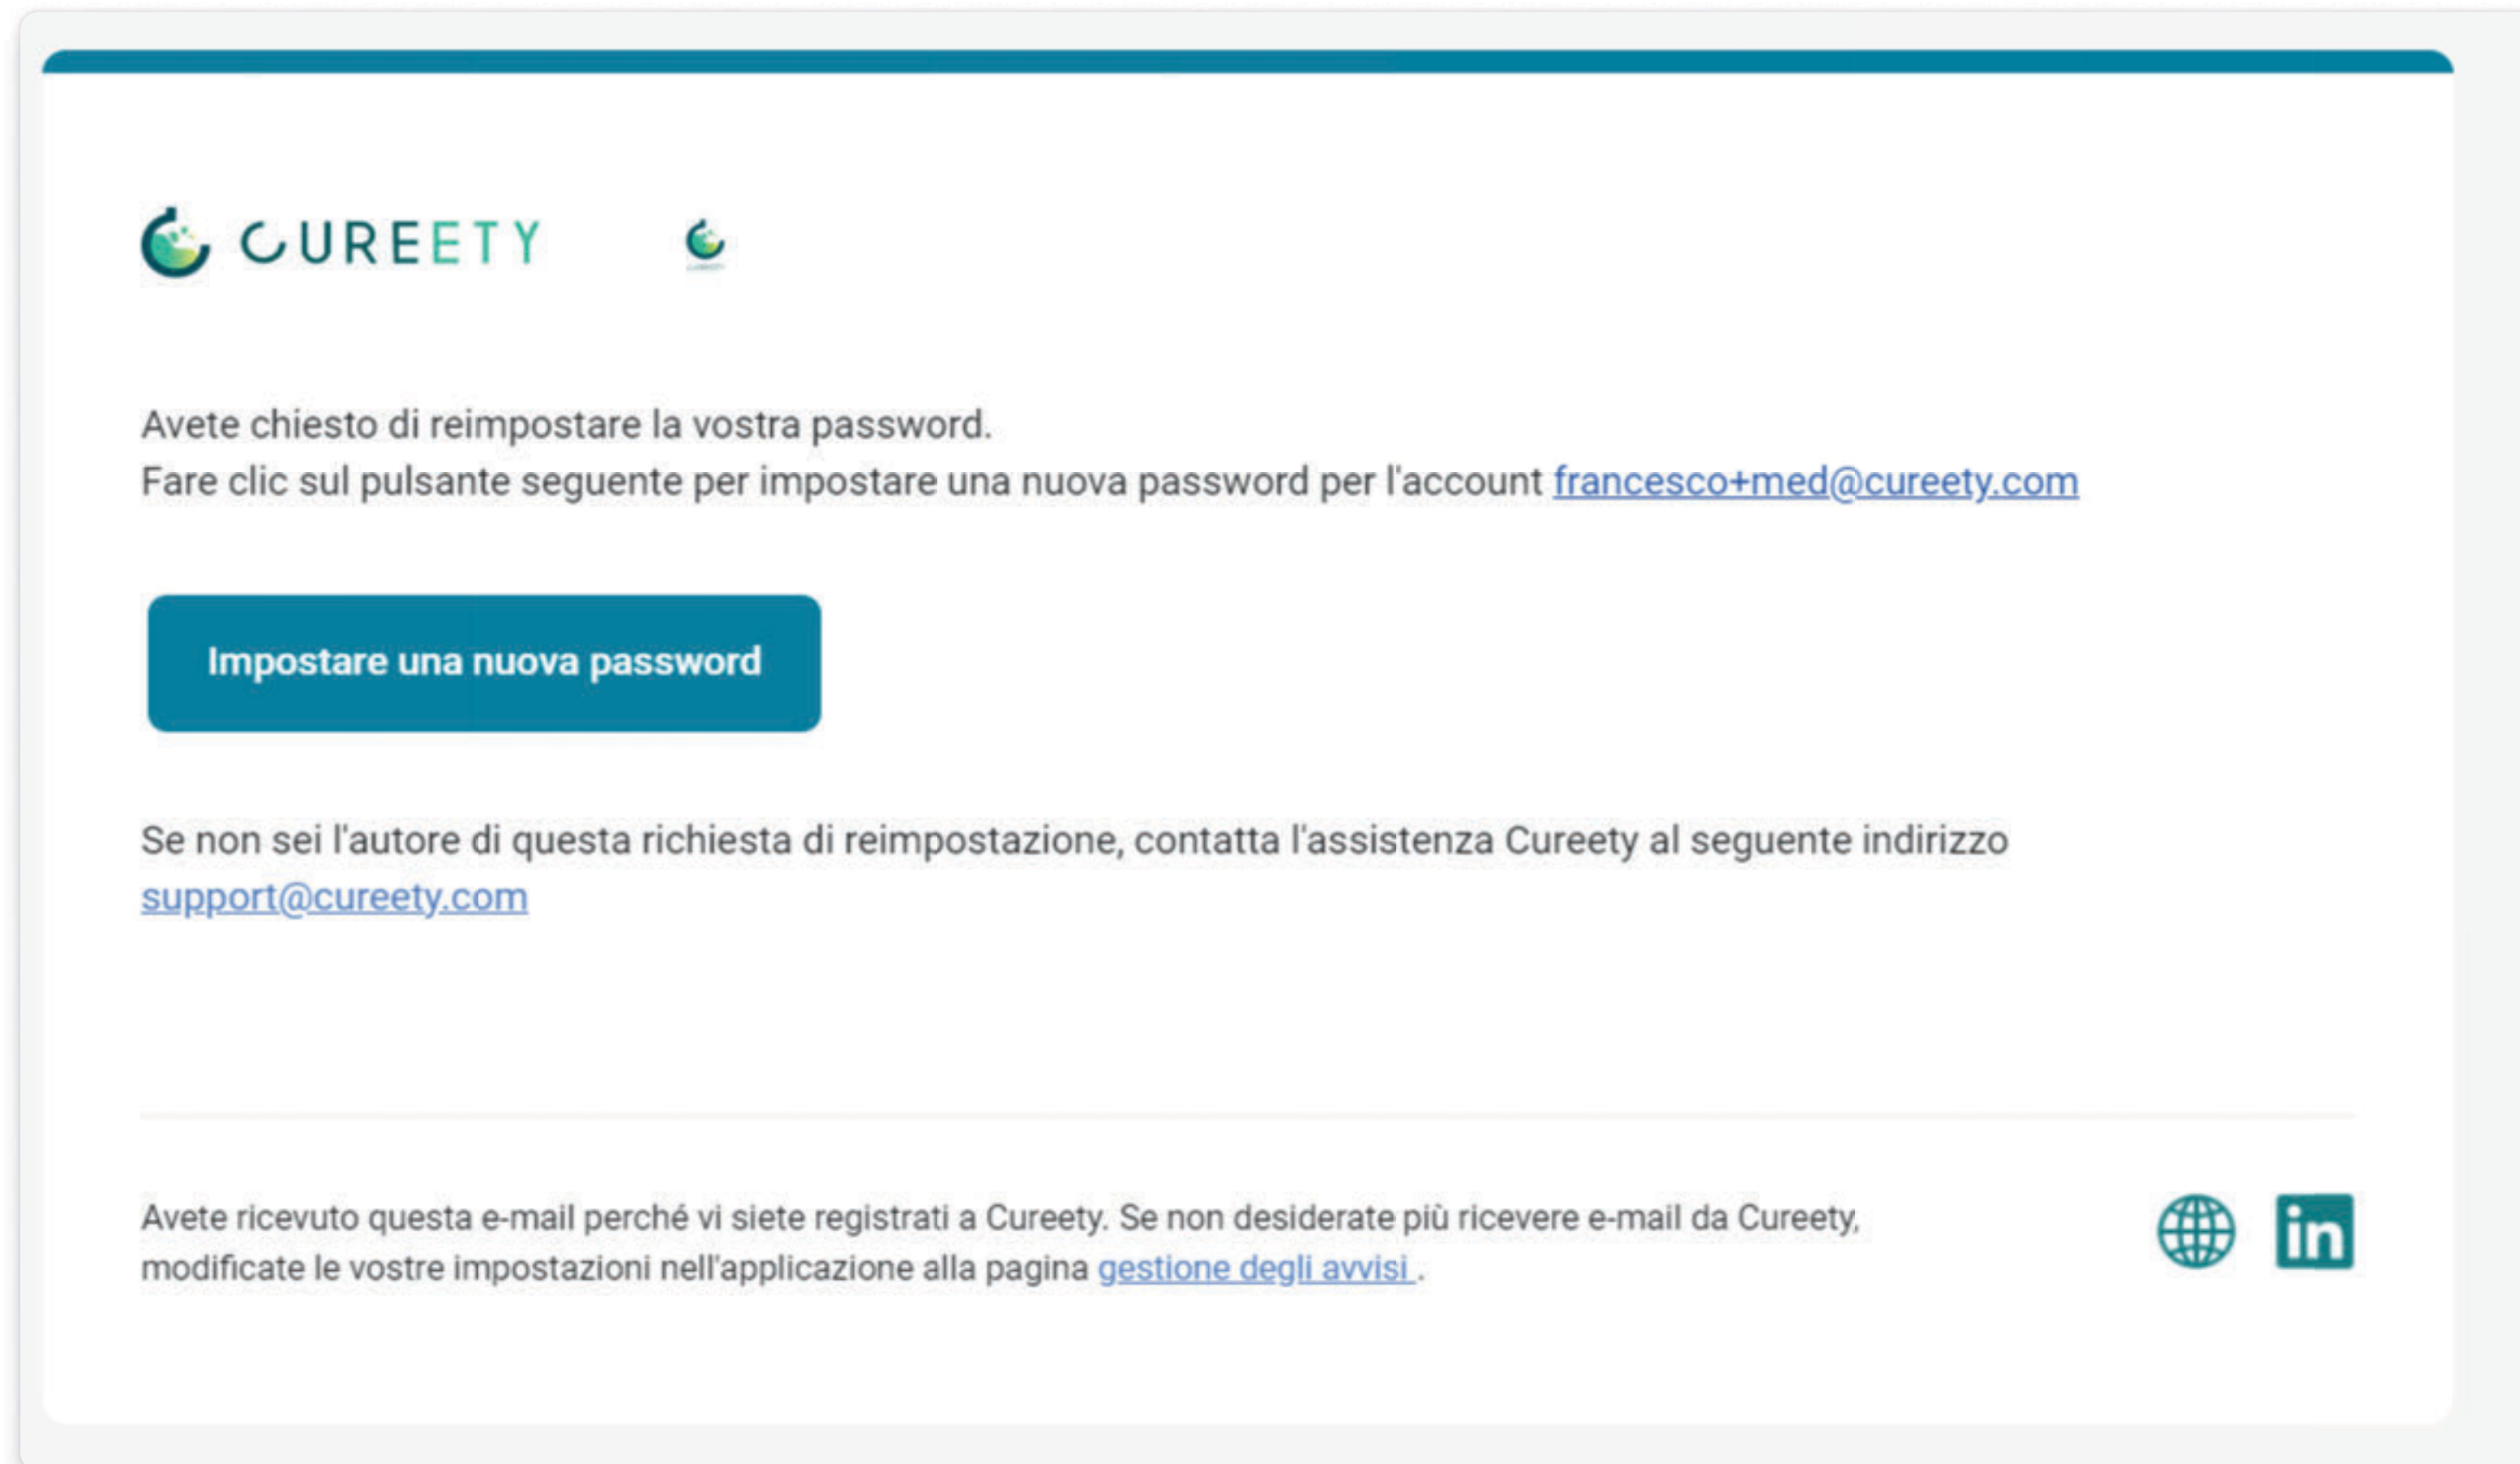 CUREETY
Avete chiesto di reimpostare la vostra password.
Fare clic sul pulsante seguente per impostare una nuova password per l'account francesco+med@cureety.com
Impostare una nuova password
Se non sei l'autore di questa richiesta di reimpostazione, contatta l'assistenza Cureety al seguente indirizzo
support@cureety.com
Avete ricevuto questa e-mail perché vi siete registrati a Cureety. Se non desiderate più ricevere e-mail da Cureety,
modificate le vostre impostazioni nell'applicazione alla pagina gestione degli avvisi .
in